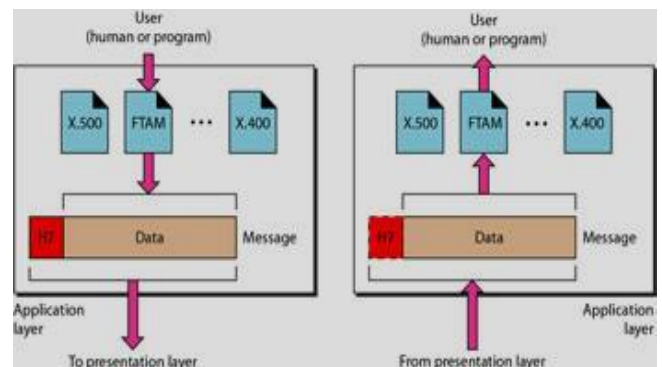 User
(human or program)
X.500
FTAM
...
X.400
H7
Data
Message
Application
layer
To presentation layer
User
(human or program)
X.500
FTAM
...
X.400
H7
Data
Message
Application
layer
From presentation layer